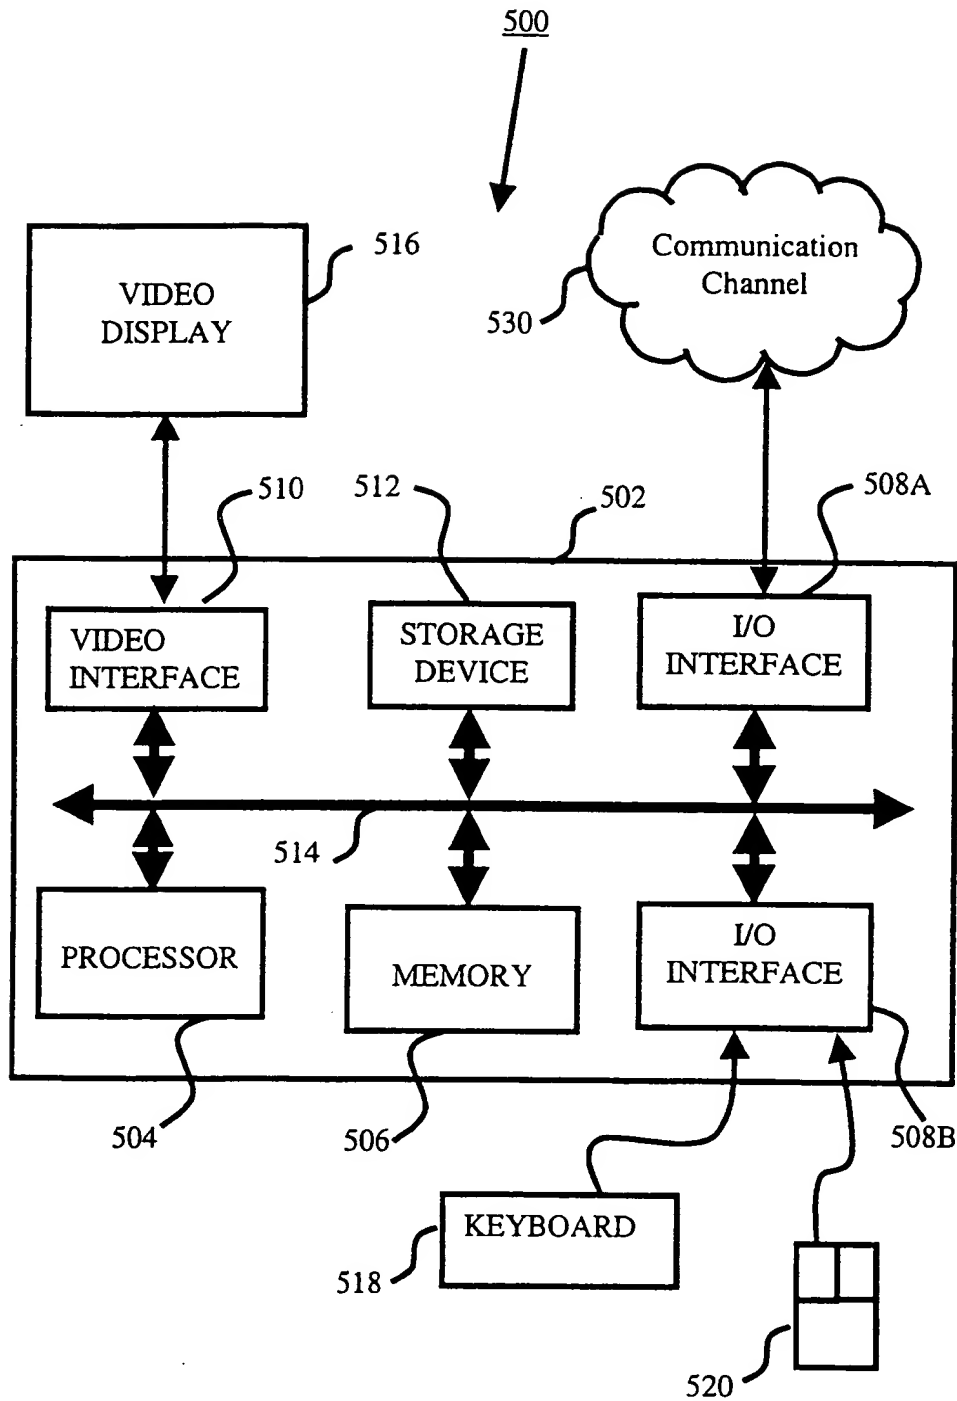 500
516
VIDEO
DISPLAY
Communication
Channel
530
510
512
502
508A
VIDEO
INTERFACE
STORAGE
DEVICE
I/O
INTERFACE
514
PROCESSOR
MEMORY
I/O
INTERFACE
504
506
508B
KEYBOARD
518
520